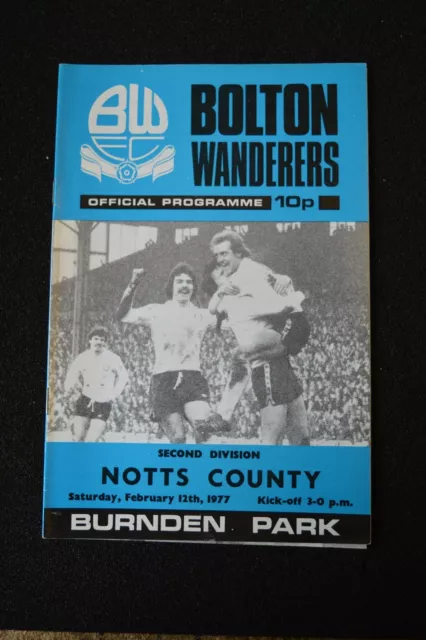 BW
FC
BOLTON
WANDERERS
OFFICIAL PROGRAMME 10p
SECOND DIVISION
NOTTS COUNTY
Saturday, February 12th, 1977 Kick-off 3-0 p.m.
BURNDEN PARK